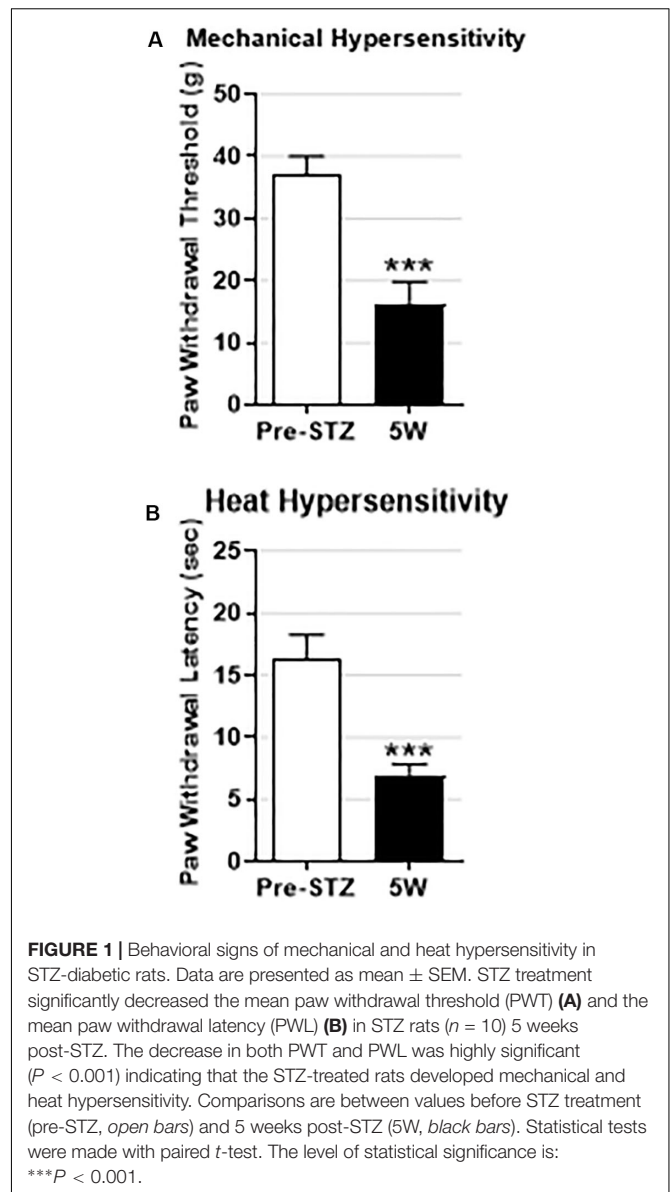 A Mechanical Hypersensitivity
Paw Withdrawal Threshold (g)
50
40
30
20
10
0
***
Pre-STZ 5W
B Heat Hypersensitivity
Paw Withdrawal Latency (sec)
25
20
15
10
5
0
***
Pre-STZ 5W
FIGURE 1 | Behavioral signs of mechanical and heat hypersensitivity in
STZ-diabetic rats. Data are presented as mean ± SEM. STZ treatment
significantly decreased the mean paw withdrawal threshold (PWT) (A) and the
mean paw withdrawal latency (PWL) (B) in STZ rats (n = 10) 5 weeks
post-STZ. The decrease in both PWT and PWL was highly significant
(P < 0.001) indicating that the STZ-treated rats developed mechanical and
heat hypersensitivity. Comparisons are between values before STZ treatment
(pre-STZ, open bars) and 5 weeks post-STZ (5W, black bars). Statistical tests
were made with paired t-test. The level of statistical significance is:
***P < 0.001.